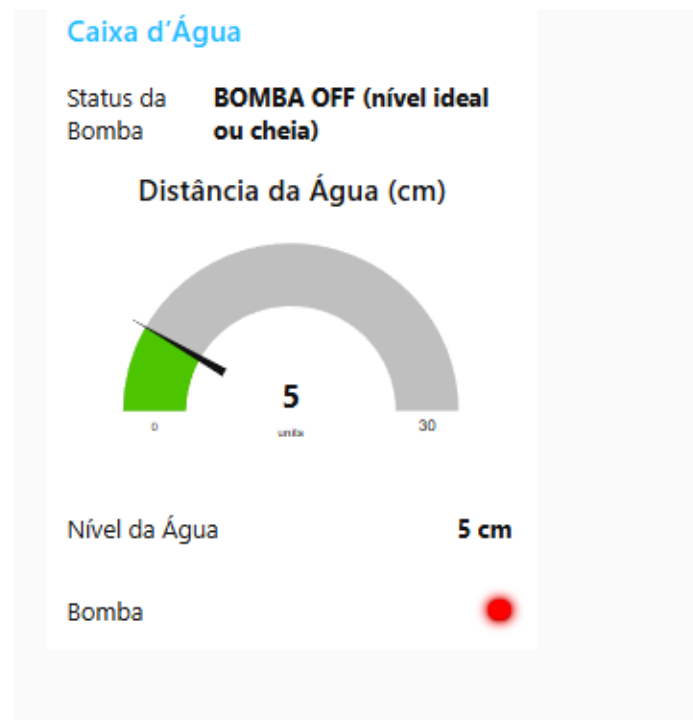 Caixa d’Água
Status da
Bomba
BOMBA OFF (nível ideal
ou cheia)
Distância da Água (cm)
5
0
units
30
Nível da Água
5 cm
Bomba